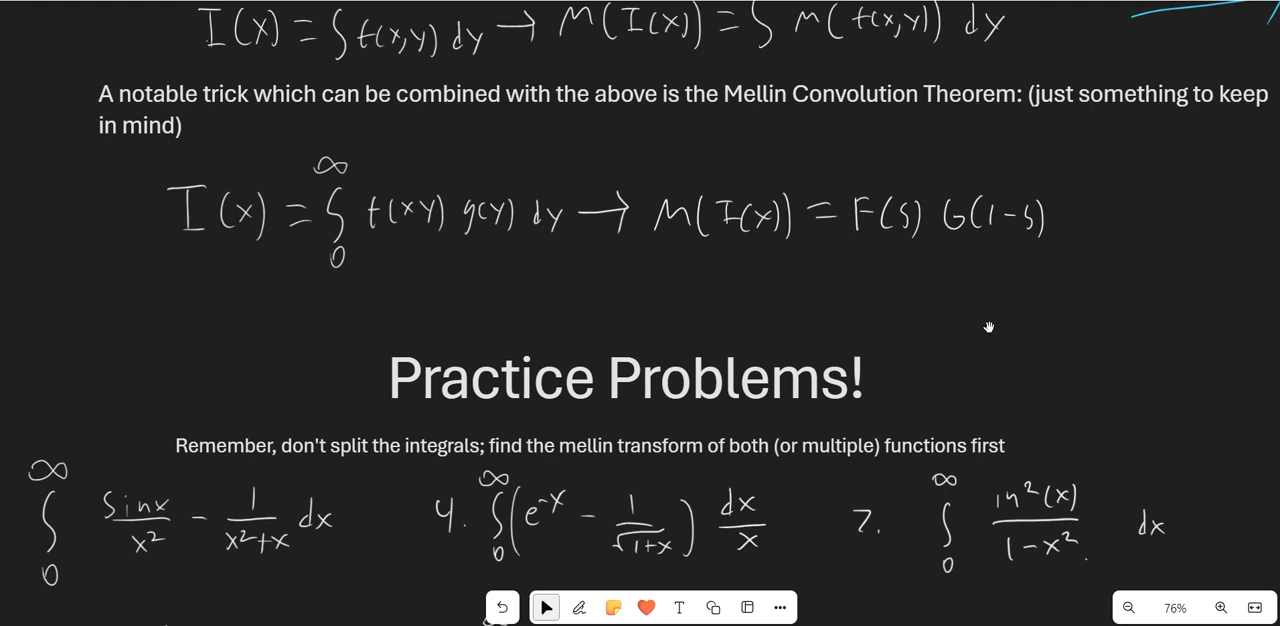 I(x) = ∫ f(x,y) dy → M(I(x)) = ∫ M(f(x,y)) dy
A notable trick which can be combined with the above is the Mellin Convolution Theorem: (just something to keep
in mind)
I(x) = ∫₀^∞ f(xy) g(y) dy → M(I(x)) = F(s) G(1-s)
Practice Problems!
Remember, don't split the integrals; find the mellin transform of both (or multiple) functions first
∫₀^∞ sinx/x² - 1/(x²+x) dx
4. ∫₀^∞ (e^-x - 1/√(1+x)) dx/x
7. ∫₀^∞ ln²(x)/(1-x²) dx
T
76%